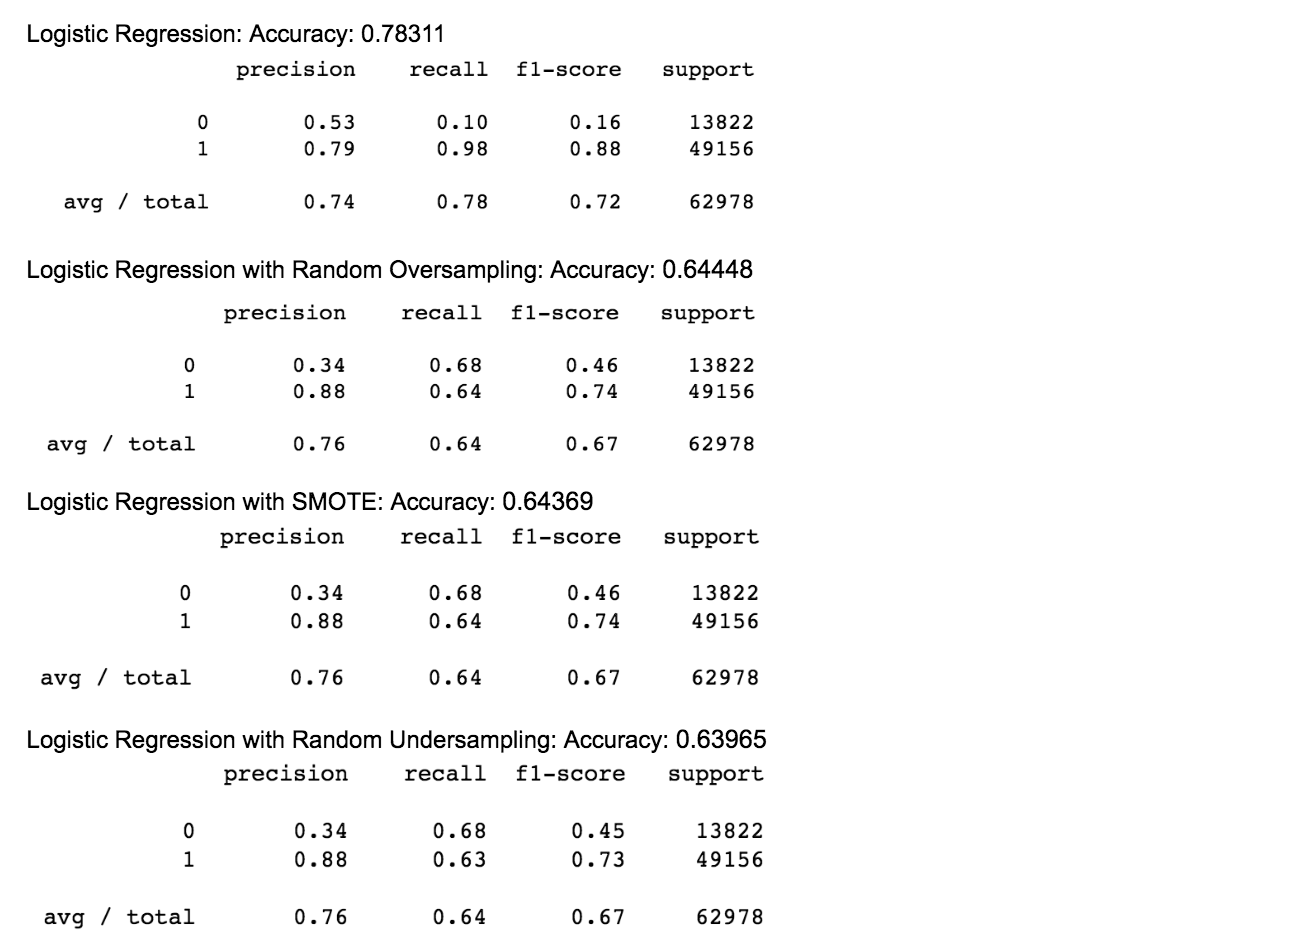 Logistic Regression: Accuracy: 0.78311
precision recall f1-score support
0 0.53 0.10 0.16 13822
1 0.79 0.98 0.88 49156
avg / total 0.74 0.78 0.72 62978
Logistic Regression with Random Oversampling: Accuracy: 0.64448
precision recall f1-score support
0 0.34 0.68 0.46 13822
1 0.88 0.64 0.74 49156
avg / total 0.76 0.64 0.67 62978
Logistic Regression with SMOTE: Accuracy: 0.64369
precision recall f1-score support
0 0.34 0.68 0.46 13822
1 0.88 0.64 0.74 49156
avg / total 0.76 0.64 0.67 62978
Logistic Regression with Random Undersampling: Accuracy: 0.63965
precision recall f1-score support
0 0.34 0.68 0.45 13822
1 0.88 0.63 0.73 49156
avg / total 0.76 0.64 0.67 62978